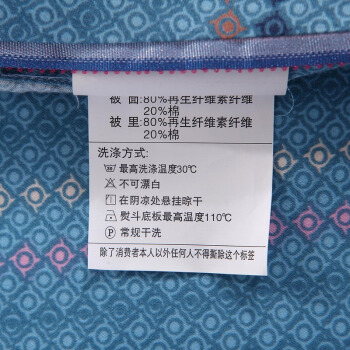 被 面:80%再生纤维素纤维
20%棉
被 里:80%再生纤维素纤维
20%棉
洗涤方式:
最高洗涤温度30℃
不可漂白
在阴凉处悬挂晾干
熨斗底板最高温度110℃
Ⓟ 常规干洗
除了消费者本人以外任何人不得撕除这个标签